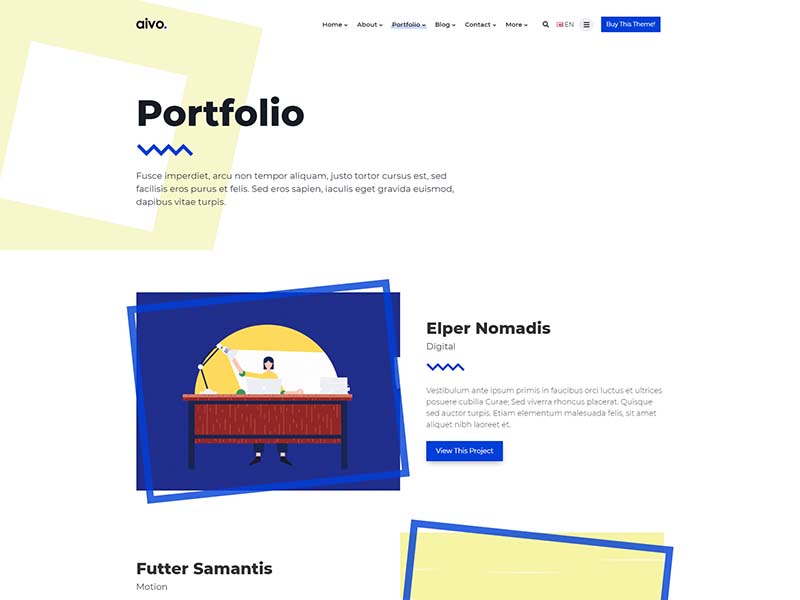 aivo.
Home About Portfolio Blog Contact More EN Buy This Theme!
Portfolio
Fusce imperdiet, arcu non tempor aliquam, justo tortor cursus est, sed
facilisis eros purus et felis. Sed eros sapien, iaculis eget gravida euismod,
dapibus vitae turpis.
Elper Nomadis
Digital
Vestibulum ante ipsum primis in faucibus orci luctus et ultrices
posuere cubilia Curae; Sed viverra rhoncus placerat. Quisque
sed auctor turpis. Etiam elementum malesuada felis, sit amet
aliquet nibh laoreet et.
View This Project
Futter Samantis
Motion